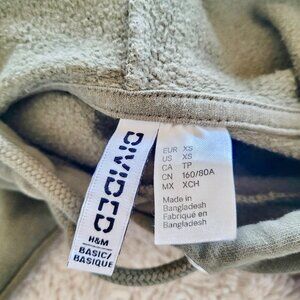 DIVIDED
H&M
BASIC/
BASIQUE
EUR XS
US XS
CA TP
CN 160/80A
MX XCH
Made in
Bangladesh
Fabriqué en
Bangladesh